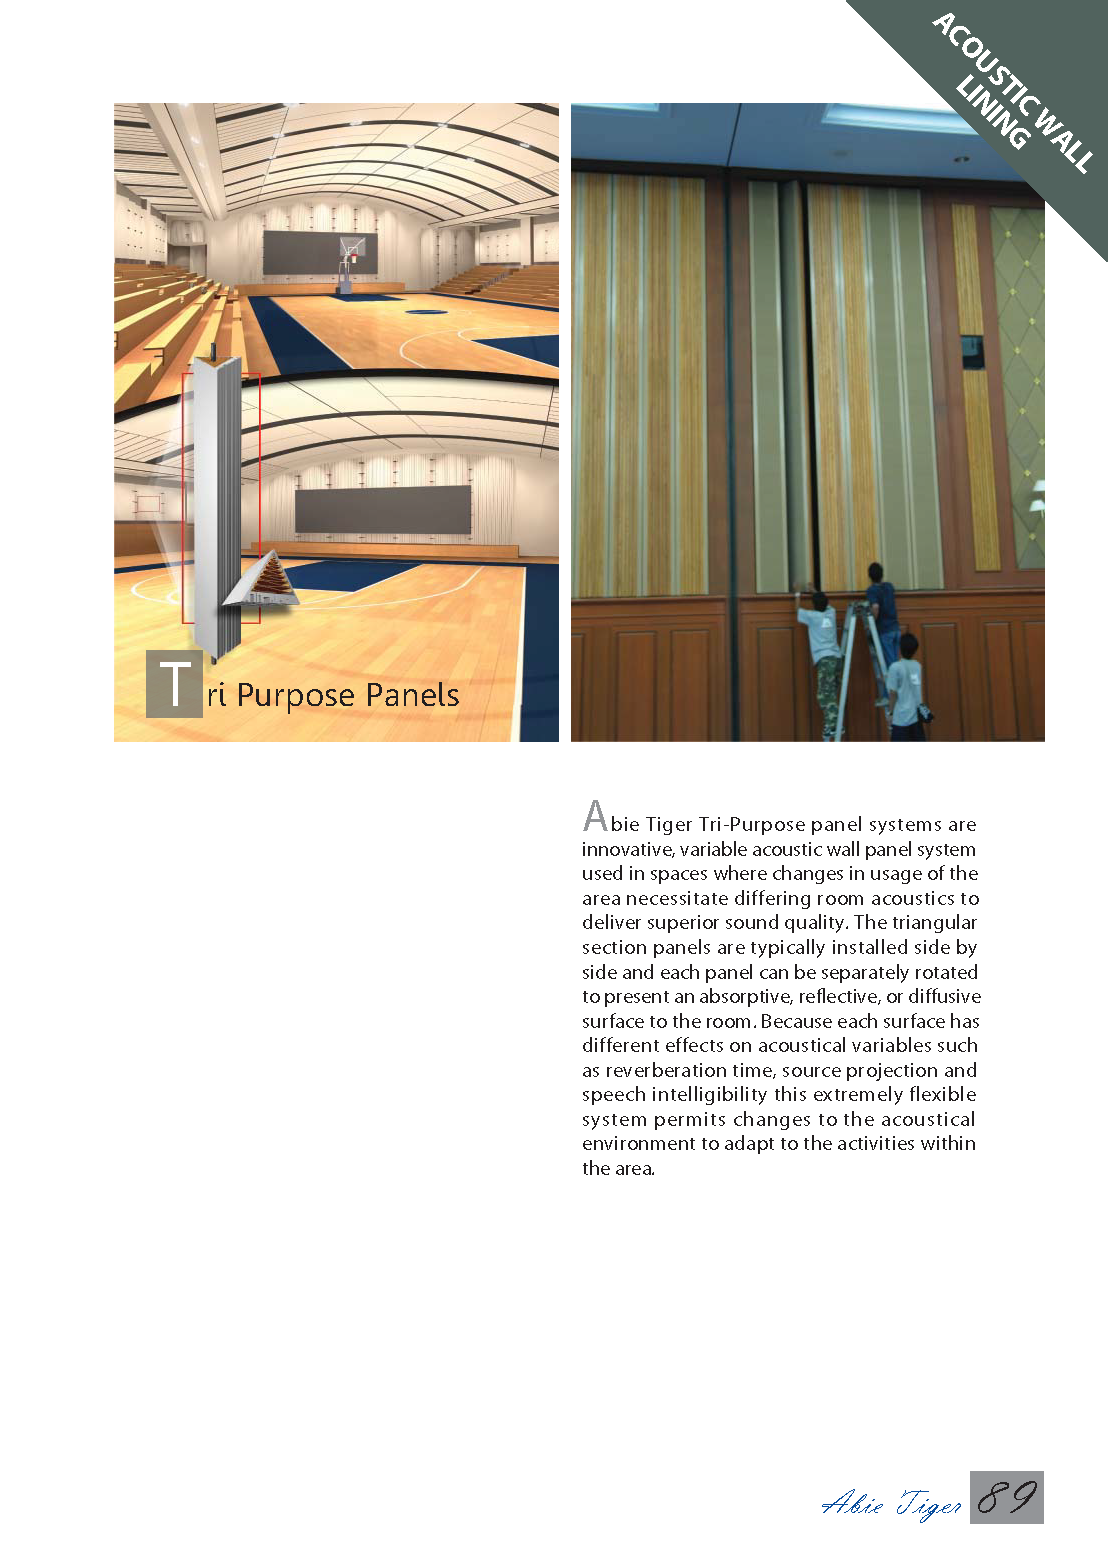 ACOUSTIC WALL
LINING
Tri Purpose Panels
Abie Tiger Tri-Purpose panel systems are
innovative, variable acoustic wall panel system
used in spaces where changes in usage of the
area necessitate differing room acoustics to
deliver superior sound quality. The triangular
section panels are typically installed side by
side and each panel can be separately rotated
to present an absorptive, reflective, or diffusive
surface to the room. Because each surface has
different effects on acoustical variables such
as reverberation time, source projection and
speech intelligibility this extremely flexible
system permits changes to the acoustical
environment to adapt to the activities within
the area.
Abie Tiger 89